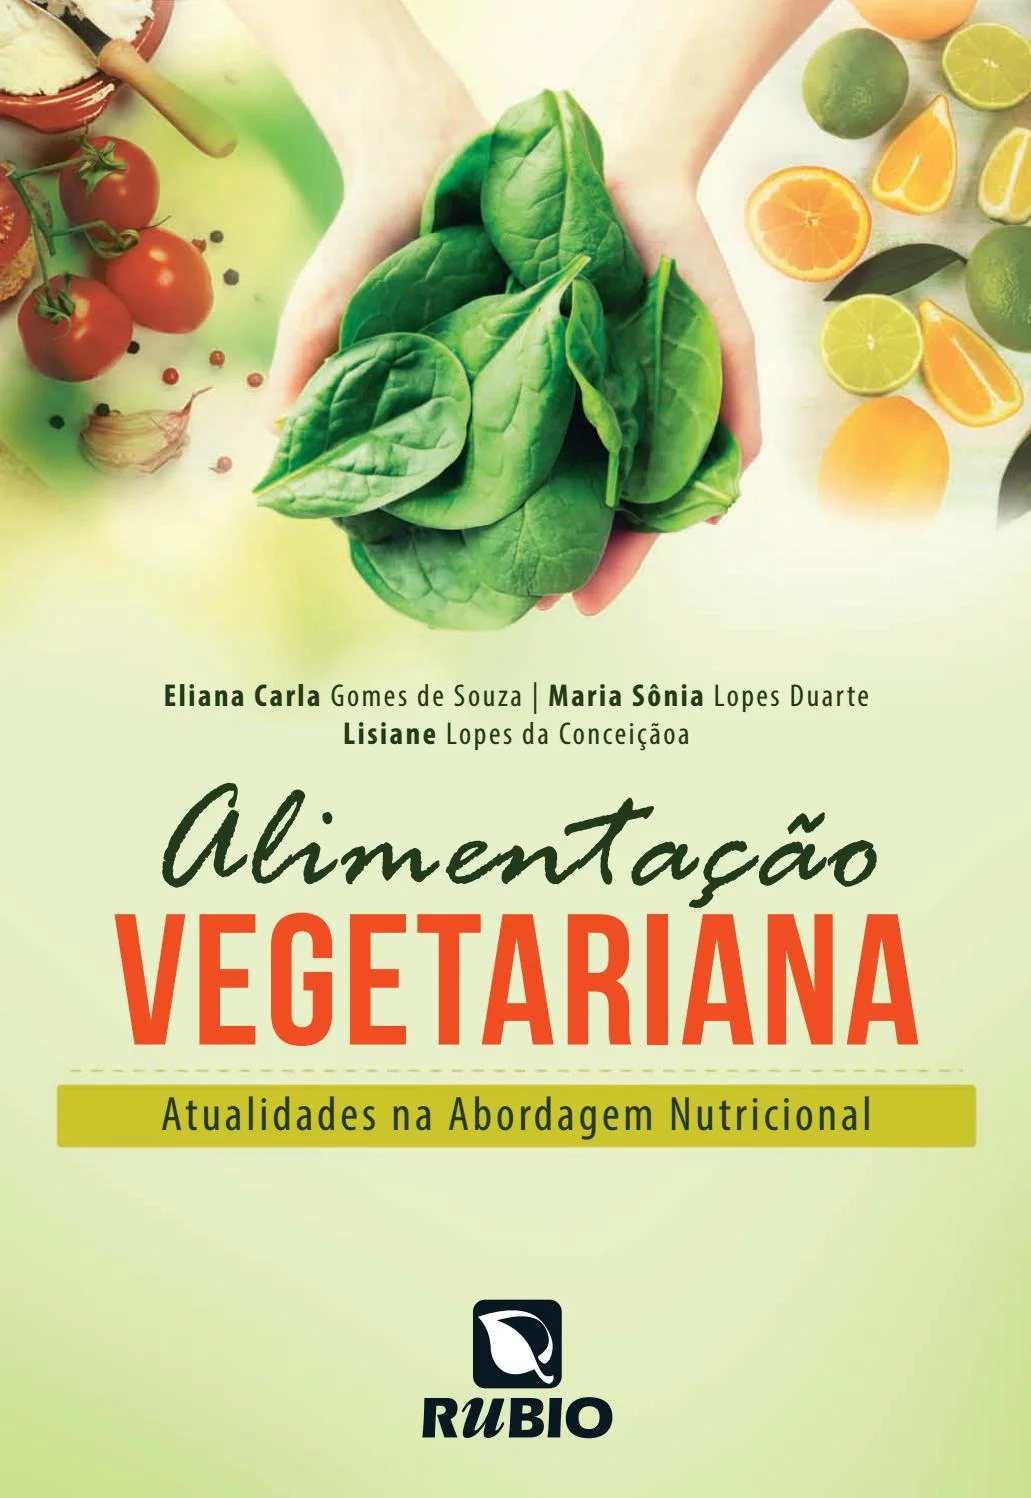 Eliana Carla Gomes de Souza | Maria Sônia Lopes Duarte
Lisiane Lopes da Conceiçãoa
Alimentação
VEGETARIANA
Atualidades na Abordagem Nutricional
RUBIO